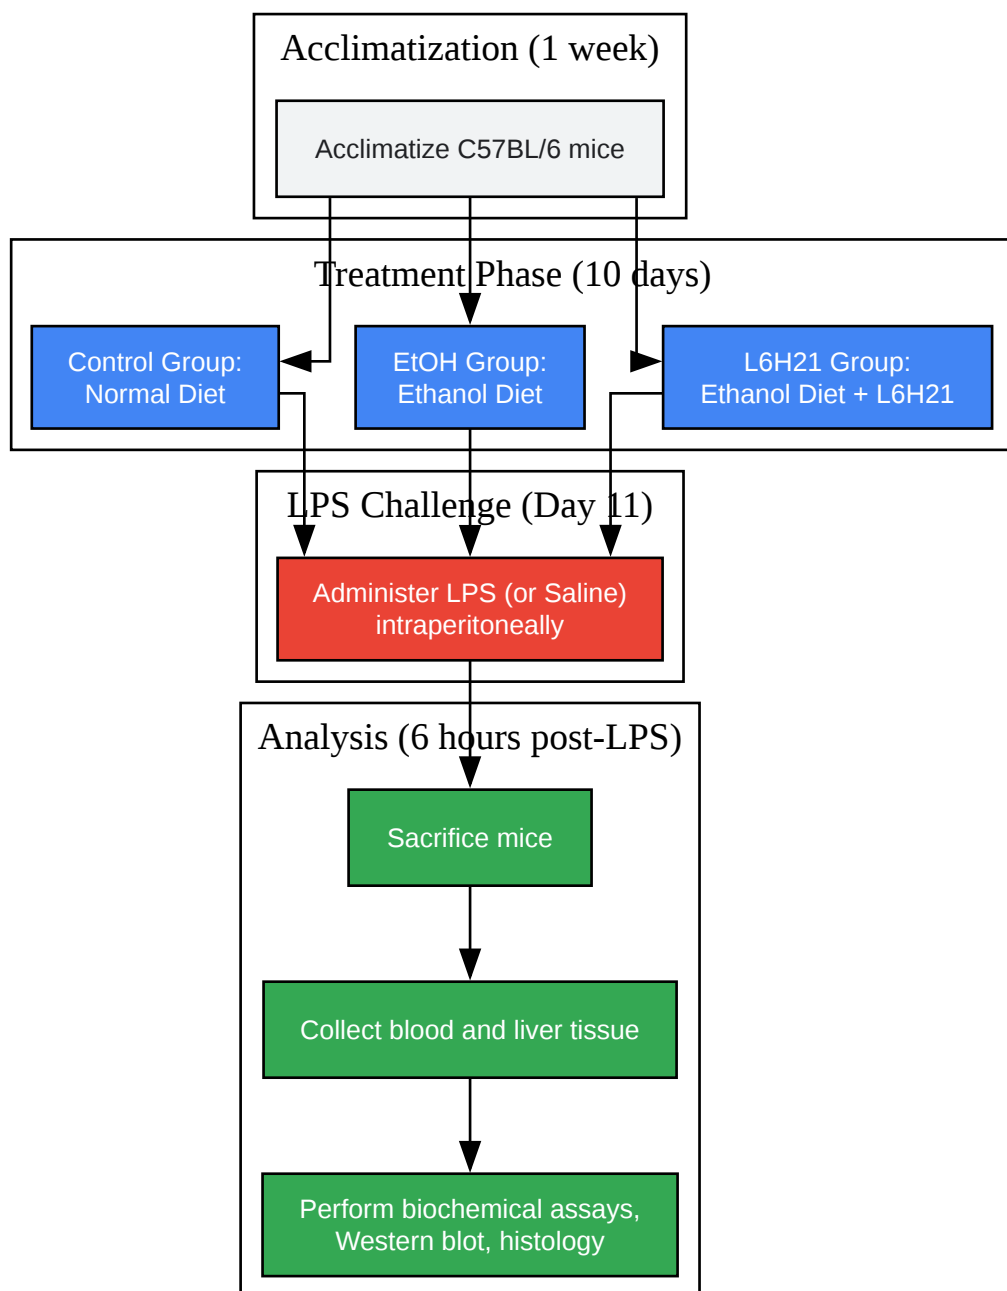 Acclimatization (1 week)
Acclimatize C57BL/6 mice
Treatment Phase (10 days)
Control Group:
Normal Diet
EtOH Group:
Ethanol Diet
L6H21 Group:
Ethanol Diet + L6H21
LPS Challenge (Day 11)
Administer LPS (or Saline)
intraperitoneally
Analysis (6 hours post-LPS)
Sacrifice mice
Collect blood and liver tissue
Perform biochemical assays,
Western blot, histology